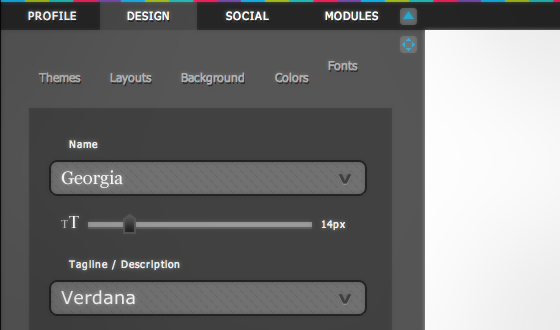 PROFILE DESIGN SOCIAL MODULES
Themes Layouts Background Colors Fonts
Name
Georgia
TT 14px
Tagline / Description
Verdana